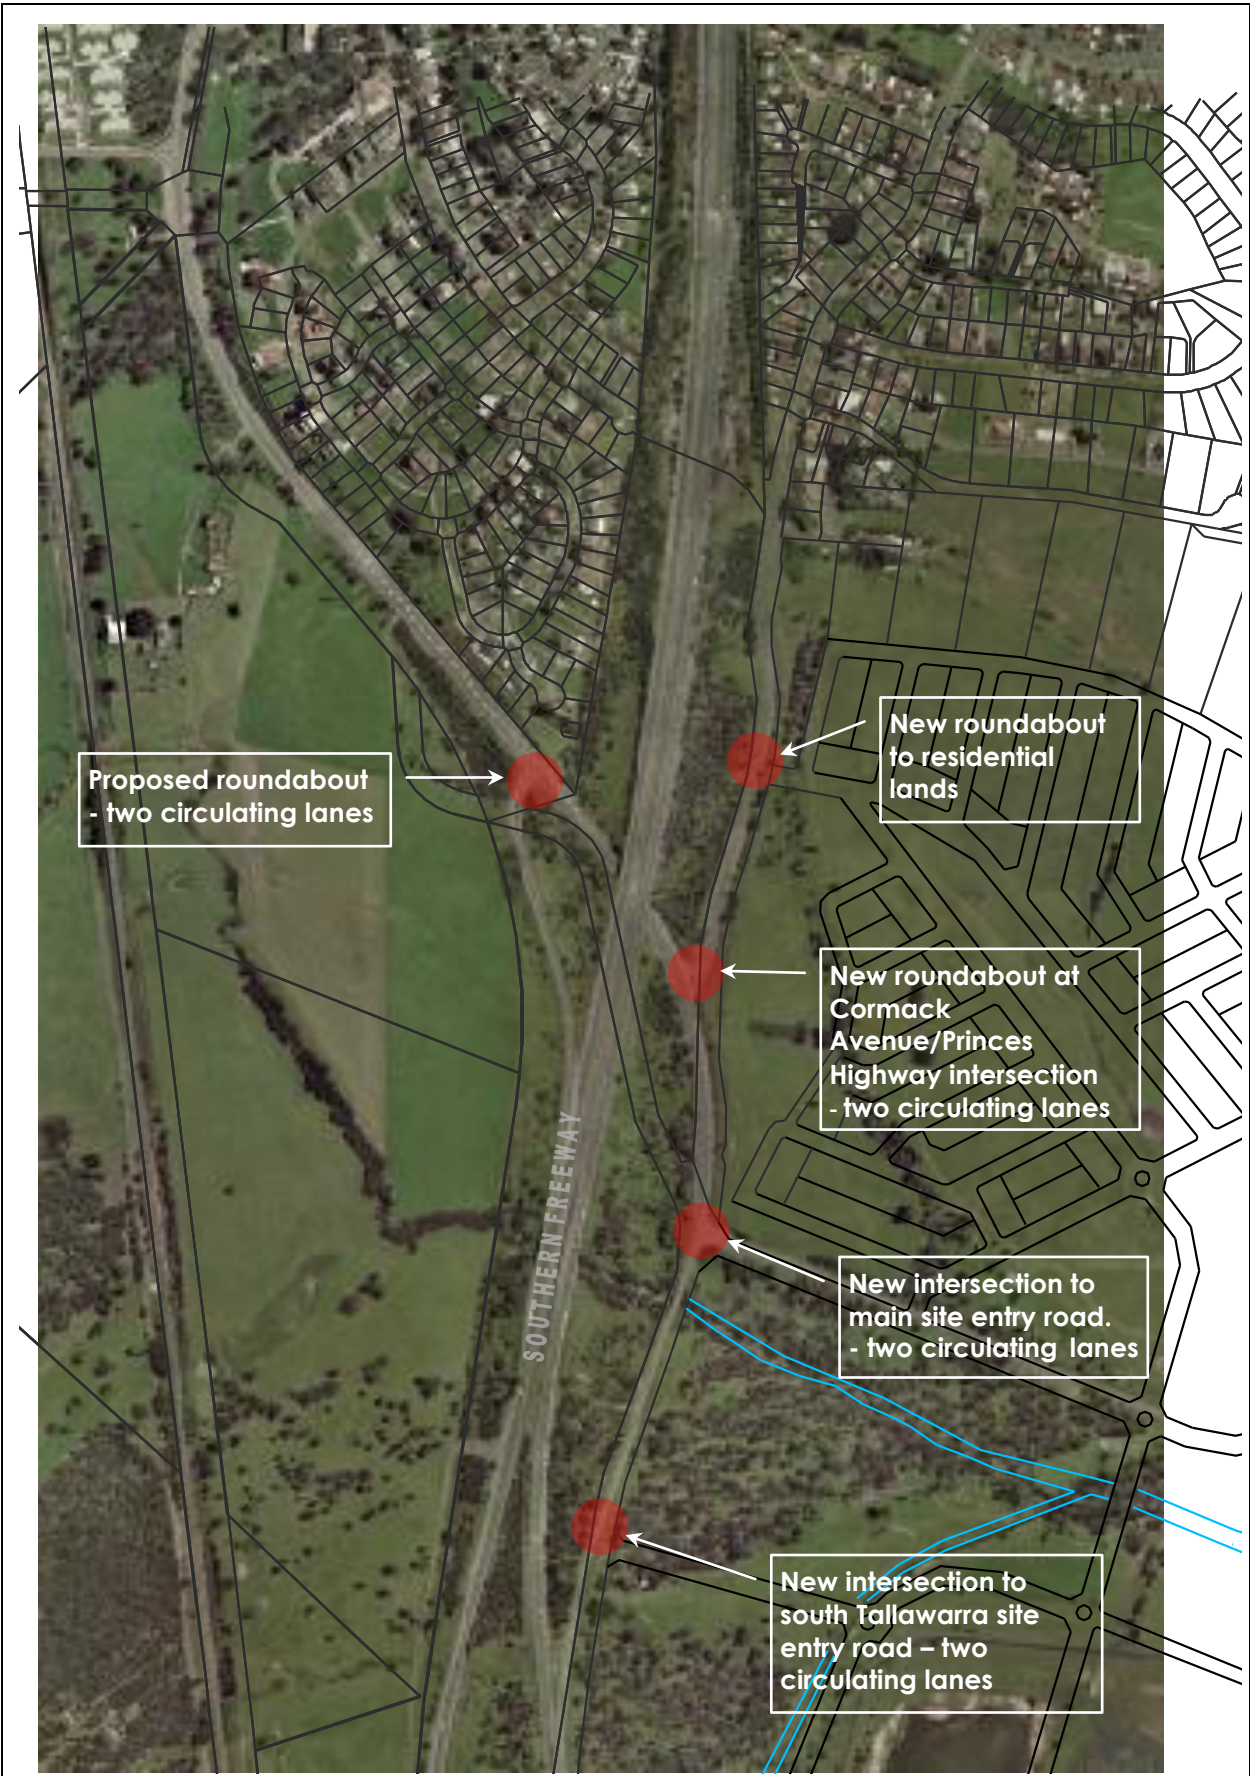 New roundabout
to residential
lands
Proposed roundabout
- two circulating lanes
New roundabout at
Cormack
Avenue/Princes
Highway intersection
- two circulating lanes
SOUTHERN FREEWAY
New intersection to
main site entry road.
- two circulating lanes
New intersection to
south Tallawarra site
entry road – two
circulating lanes